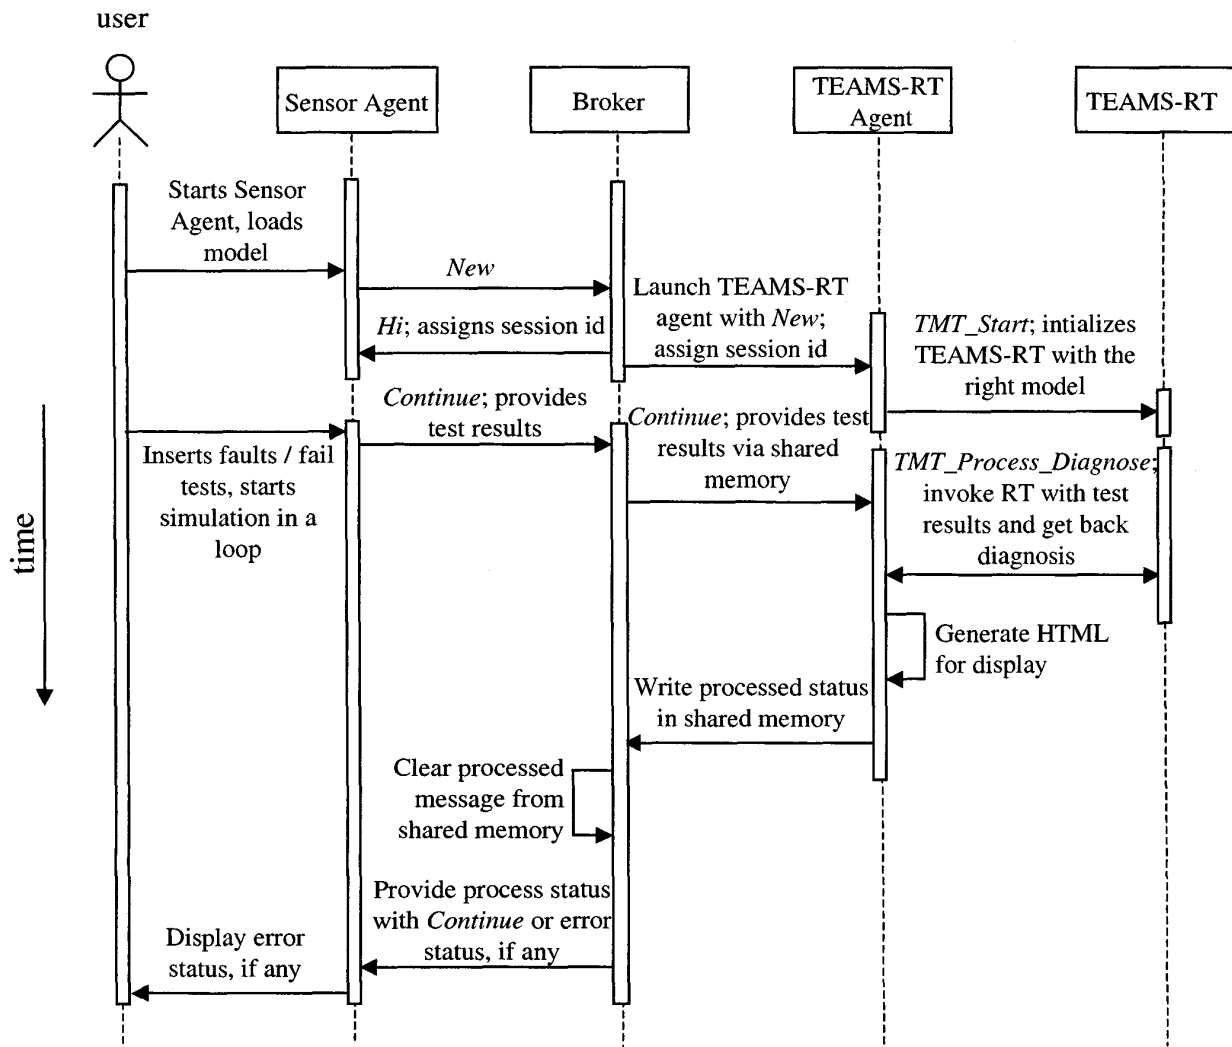 user
Sensor Agent
Broker
TEAMS-RT
Agent
TEAMS-RT
Starts Sensor
Agent, loads
model
New
Hi; assigns session id
Launch TEAMS-RT
agent with New;
assign session id
TMT_Start; intializes
TEAMS-RT with the
right model
time
Inserts faults / fail
tests, starts
simulation in a
loop
Continue; provides
test results
Continue; provides test
results via shared
memory
TMT_Process_Diagnose;
invoke RT with test
results and get back
diagnosis
Generate HTML
for display
Write processed status
in shared memory
Clear processed
message from
shared memory
Provide process status
with Continue or error
status, if any
Display error
status, if any